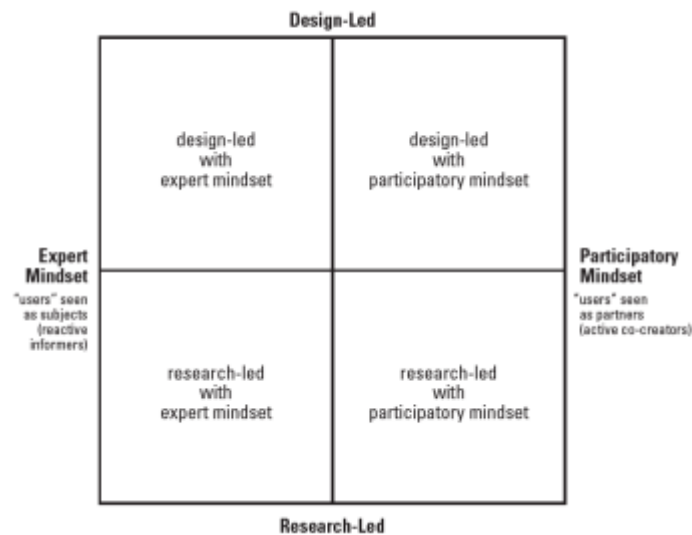 Design-Led
design-led
with
expert mindset
design-led
with
participatory mindset
Expert
Mindset
"users" seen
as subjects
(reactive
informers)
Participatory
Mindset
"users" seen
as partners
(active co-creators)
research-led
with
expert mindset
research-led
with
participatory mindset
Research-Led